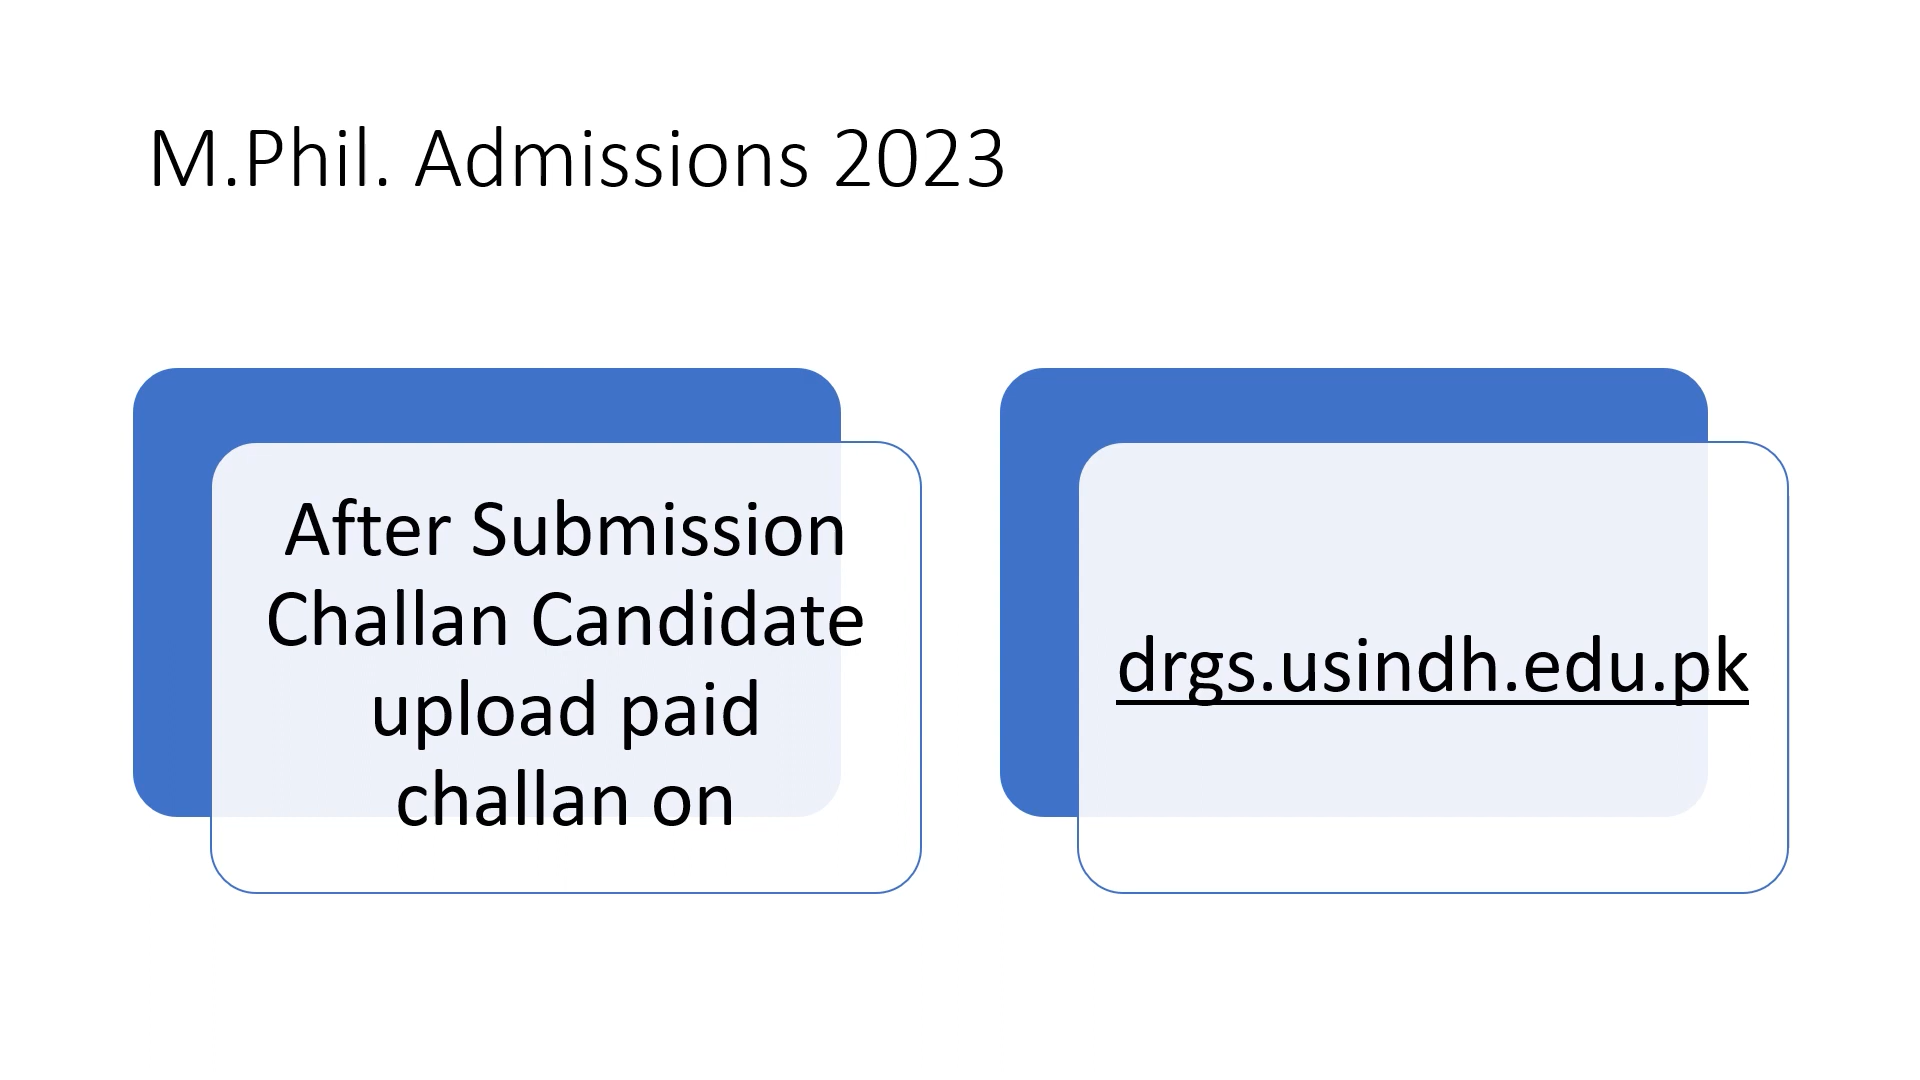 M.Phil. Admissions 2023
After Submission
Challan Candidate
upload paid
challan on
drgs.usindh.edu.pk